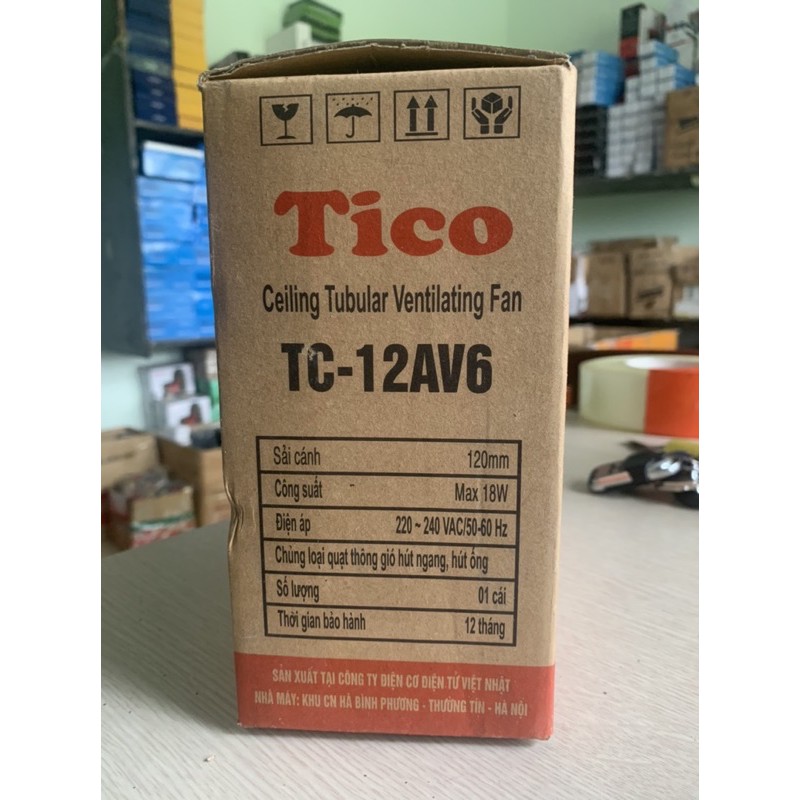 Tico
Ceiling Tubular Ventilating Fan
TC-12AV6
Sải cánh 120mm
Công suất Max 18W
Điện áp 220 ~ 240 VAC/50-60 Hz
Chủng loại quạt thông gió hút ngang, hút ống
Số lượng 01 cái
Thời gian bảo hành 12 tháng
SẢN XUẤT TẠI CÔNG TY ĐIỆN CƠ ĐIỆN TỬ VIỆT NHẬT
NHÀ MÁY: KHU CN HÀ BÌNH PHƯƠNG - THƯỜNG TÍN - HÀ NỘI